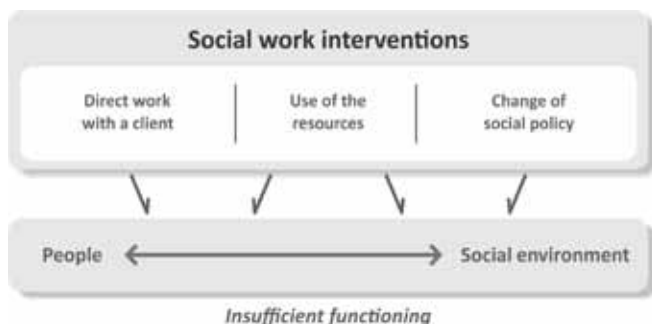 Social work interventions
Direct work
with a client
Use of the
resources
Change of
social policy
People
Social environment
Insufficient functioning